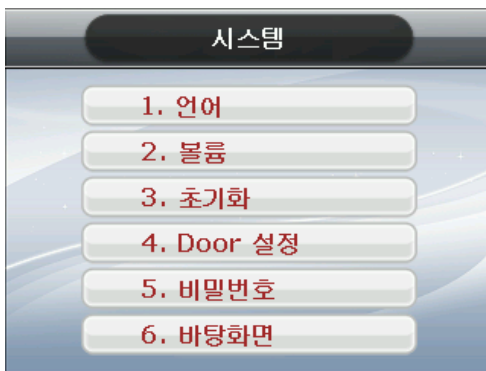 시스템
1. 언어
2. 볼륨
3. 초기화
4. Door 설정
5. 비밀번호
6. 바탕화면